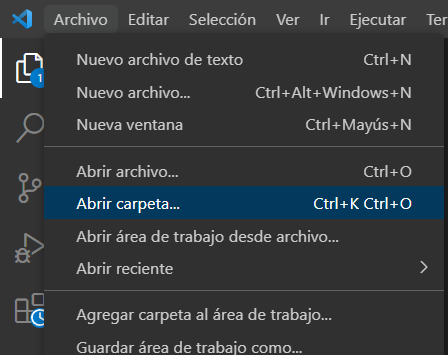 Archivo Editar Selección Ver Ir Ejecutar Ter
Nuevo archivo de texto Ctrl+N
Nuevo archivo... Ctrl+Alt+Windows+N
Nueva ventana Ctrl+Mayús+N
Abrir archivo... Ctrl+O
Abrir carpeta... Ctrl+K Ctrl+O
Abrir área de trabajo desde archivo...
Abrir reciente
Agregar carpeta al área de trabajo...
Guardar área de trabajo como...
1